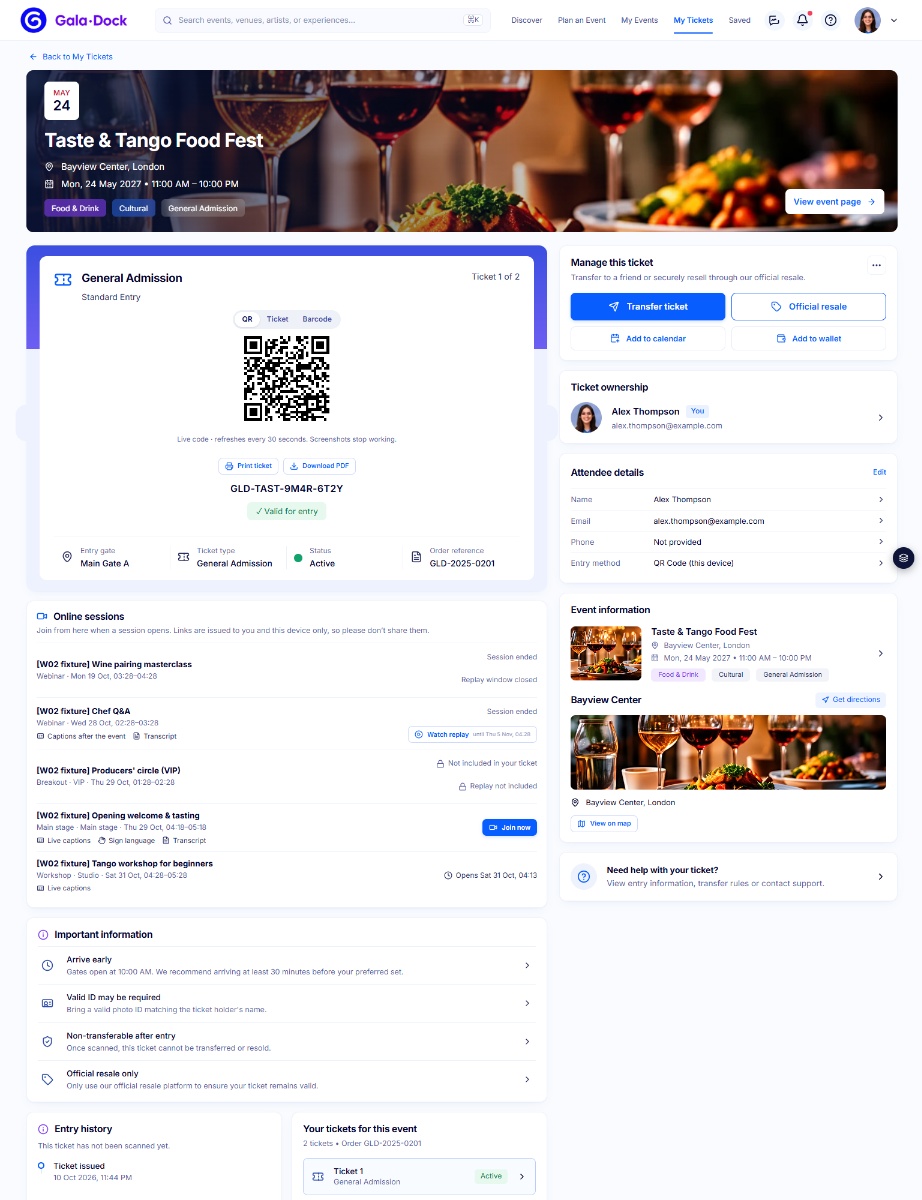 Gala·Dock
Search events, venues, artists, or experiences...
⌘K
Discover
Plan an Event
My Events
My Tickets
Saved
Back to My Tickets
MAY
24
Taste & Tango Food Fest
Bayview Center, London
Mon, 24 May 2027 • 11:00 AM – 10:00 PM
Food & Drink
Cultural
General Admission
View event page
General Admission
Ticket 1 of 2
Standard Entry
QR
Ticket
Barcode
Live code · refreshes every 30 seconds. Screenshots stop working.
Print ticket
Download PDF
GLD-TAST-9M4R-6T2Y
✓ Valid for entry
Entry gate
Main Gate A
Ticket type
General Admission
Status
Active
Order reference
GLD-2025-0201
Manage this ticket
Transfer to a friend or securely resell through our official resale.
Transfer ticket
Official resale
Add to calendar
Add to wallet
Ticket ownership
Alex Thompson
You
alex.thompson@example.com
Attendee details
Edit
Name
Alex Thompson
Email
alex.thompson@example.com
Phone
Not provided
Entry method
QR Code (this device)
Event information
Taste & Tango Food Fest
Bayview Center, London
Mon, 24 May 2027 • 11:00 AM – 10:00 PM
Food & Drink
Cultural
General Admission
Bayview Center
Get directions
Bayview Center, London
View on map
Need help with your ticket?
View entry information, transfer rules or contact support.
Online sessions
Join from here when a session opens. Links are issued to you and this device only, so please don't share them.
[W02 fixture] Wine pairing masterclass
Webinar · Mon 19 Oct, 03:28–04:28
Session ended
Replay window closed
[W02 fixture] Chef Q&A
Webinar · Wed 28 Oct, 02:28–03:28
Captions after the event
Transcript
Session ended
Watch replay
until Thu 5 Nov, 04:28
[W02 fixture] Producers' circle (VIP)
Breakout · VIP · Thu 29 Oct, 01:28–02:28
Not included in your ticket
Replay not included
[W02 fixture] Opening welcome & tasting
Main stage · Main stage · Thu 29 Oct, 04:18–05:18
Live captions
Sign language
Transcript
Join now
[W02 fixture] Tango workshop for beginners
Workshop · Studio · Sat 31 Oct, 04:28–05:28
Live captions
Opens Sat 31 Oct, 04:13
Important information
Arrive early
Gates open at 10:00 AM. We recommend arriving at least 30 minutes before your preferred set.
Valid ID may be required
Bring a valid photo ID matching the ticket holder's name.
Non-transferable after entry
Once scanned, this ticket cannot be transferred or resold.
Official resale only
Only use our official resale platform to ensure your ticket remains valid.
Entry history
This ticket has not been scanned yet.
Ticket issued
10 Oct 2026, 11:44 PM
Your tickets for this event
2 tickets • Order GLD-2025-0201
Ticket 1
General Admission
Active